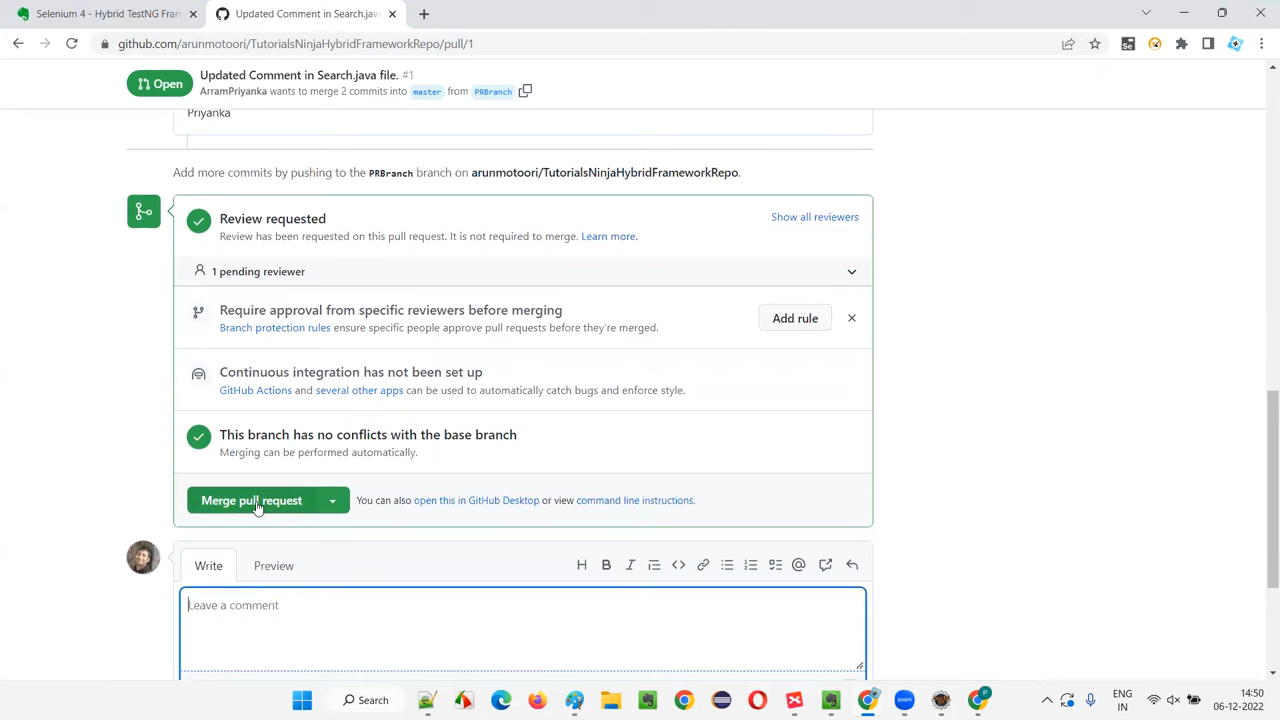 Selenium 4 - Hybrid TestNG Fram
Updated Comment in Search.java
github.com/arunmotoori/TutorialsNinjaHybridFrameworkRepo/pull/1
Open
Updated Comment in Search.java file. #1
ArramPriyanka wants to merge 2 commits into master from PRBranch
Priyanka
Add more commits by pushing to the PRBranch branch on arunmotoori/TutorialsNinjaHybridFrameworkRepo.
Review requested
Show all reviewers
Review has been requested on this pull request. It is not required to merge. Learn more.
1 pending reviewer
Require approval from specific reviewers before merging
Add rule
Branch protection rules ensure specific people approve pull requests before they're merged.
Continuous integration has not been set up
GitHub Actions and several other apps can be used to automatically catch bugs and enforce style.
This branch has no conflicts with the base branch
Merging can be performed automatically.
Merge pull request
You can also open this in GitHub Desktop or view command line instructions.
Write
Preview
Leave a comment
Search
ENG
IN
14:50
06-12-2022